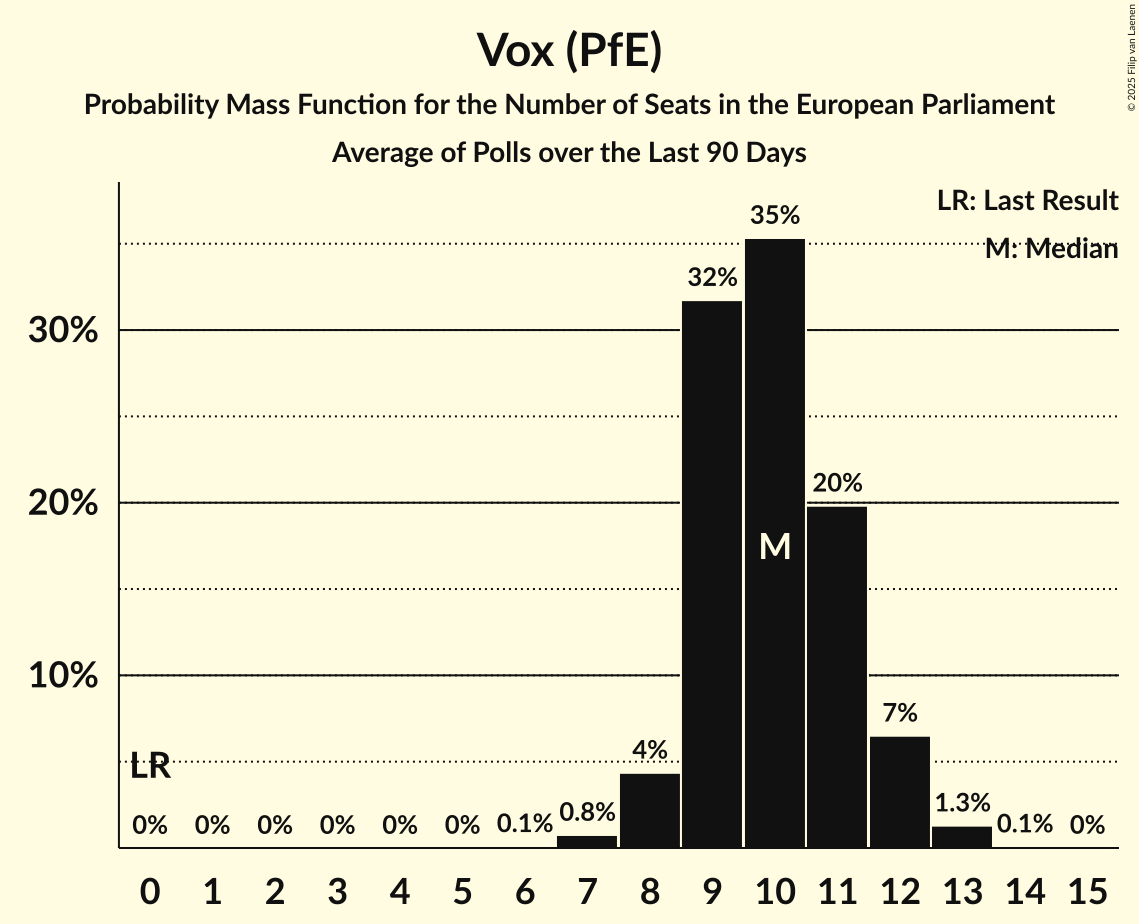 Vox (PfE)
Probability Mass Function for the Number of Seats in the European Parliament
Average of Polls over the Last 90 Days
© 2025 Filip van Laenen
LR: Last Result
M: Median
35%
32%
30%
20%
20%
M
10%
7%
4%
LR
1.3%
0.8%
0% 0% 0% 0% 0% 0% 0.1% 0.1% 0%
0 1 2 3 4 5 6 7 8 9 10 11 12 13 14 15